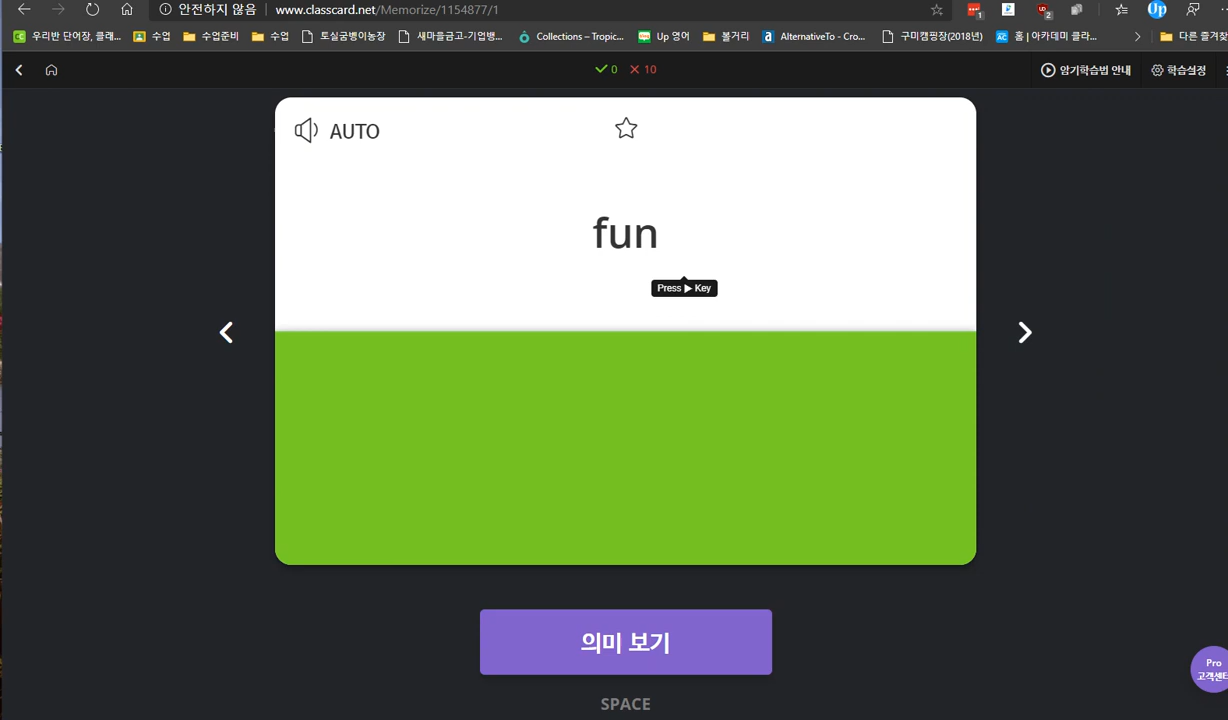 안전하지 않음 | www.classcard.net/Memorize/1154877/1
1
2
Up
우리반 단어장, 클래... 수업 수업준비 수업 토실굼벵이농장 새마을금고-기업뱅... Collections – Tropic... Up 영어 볼거리 AlternativeTo - Cro... 구미캠핑장(2018년) 홈 | 아카데미 클라... 다른 즐겨찾
0 10 암기학습법 안내 학습설정
AUTO
fun
Press ▶ Key
의미 보기
SPACE
Pro
고객센터